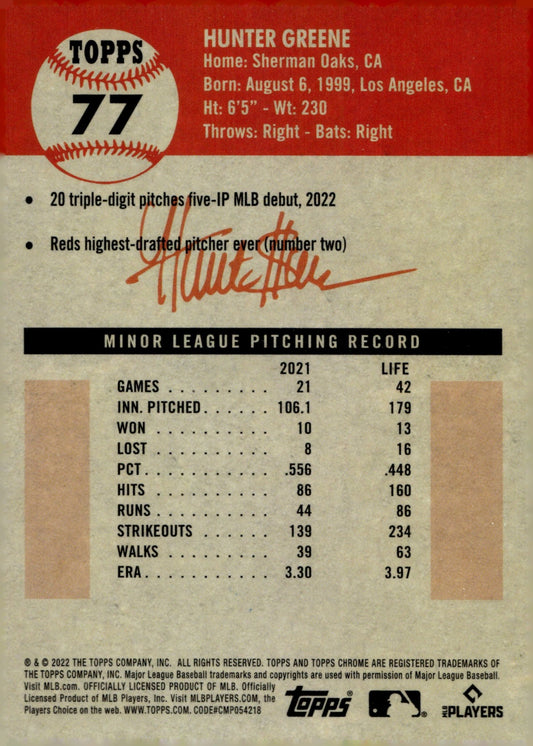 TOPPS
77
HUNTER GREENE
Home: Sherman Oaks, CA
Born: August 6, 1999, Los Angeles, CA
Ht: 6'5" - Wt: 230
Throws: Right - Bats: Right
• 20 triple-digit pitches five-IP MLB debut, 2022
• Reds highest-drafted pitcher ever (number two)
Hunter Greene
MINOR LEAGUE PITCHING RECORD
2021 LIFE
GAMES . . . . . . . . . 21 42
INN. PITCHED . . . . . . 106.1 179
WON . . . . . . . . . . 10 13
LOST . . . . . . . . . . 8 16
PCT . . . . . . . . . . .556 .448
HITS . . . . . . . . . . 86 160
RUNS . . . . . . . . . . 44 86
STRIKEOUTS . . . . . . . 139 234
WALKS . . . . . . . . . 39 63
ERA . . . . . . . . . . 3.30 3.97
® & © 2022 THE TOPPS COMPANY, INC. ALL RIGHTS RESERVED. TOPPS AND TOPPS CHROME ARE REGISTERED TRADEMARKS OF
THE TOPPS COMPANY, INC. Major League Baseball trademarks and copyrights are used with permission of Major League Baseball.
Visit MLB.com. OFFICIALLY LICENSED PRODUCT OF MLB. Officially
Licensed Product of MLB Players, Inc. Visit MLBPLAYERS.COM, the
Players Choice on the web. WWW.TOPPS.COM. CODE#CMP054218
Topps
MLB PLAYERS